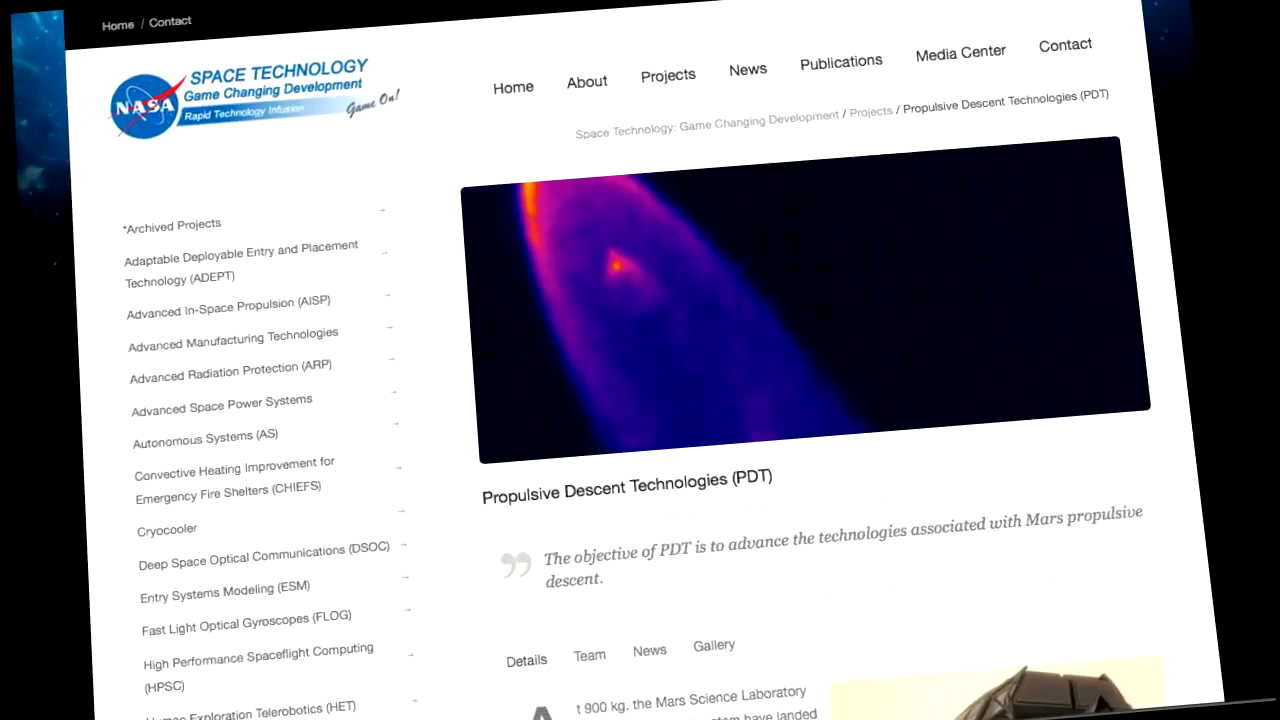 Home / Contact
NASA
SPACE TECHNOLOGY
Game Changing Development
Rapid Technology Infusion
Game On!
Home About Projects News Publications Media Center Contact
Space Technology: Game Changing Development / Projects / Propulsive Descent Technologies (PDT)
*Archived Projects
Adaptable Deployable Entry and Placement
Technology (ADEPT)
Advanced In-Space Propulsion (AISP)
Advanced Manufacturing Technologies
Advanced Radiation Protection (ARP)
Advanced Space Power Systems
Autonomous Systems (AS)
Convective Heating Improvement for
Emergency Fire Shelters (CHIEFS)
Cryocooler
Deep Space Optical Communications (DSOC)
Entry Systems Modeling (ESM)
Fast Light Optical Gyroscopes (FLOG)
High Performance Spaceflight Computing
(HPSC)
Human Exploration Telerobotics (HET)
Propulsive Descent Technologies (PDT)
" The objective of PDT is to advance the technologies associated with Mars propulsive
descent.
Details Team News Gallery
At 900 kg. the Mars Science Laboratory
have landed